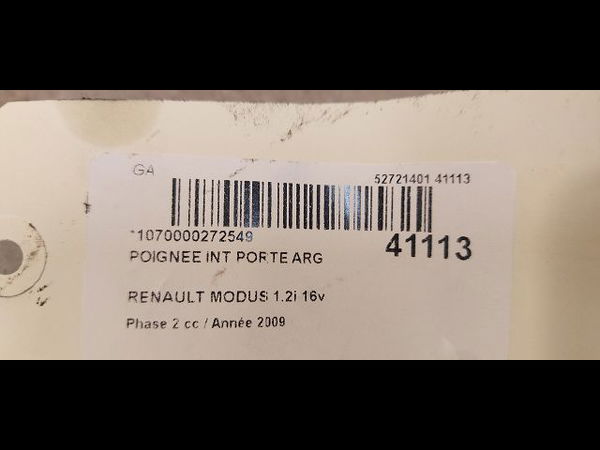 GA
52721401 41113
*1070000272549
41113
POIGNEE INT PORTE ARG
RENAULT MODUS 1.2i 16v
Phase 2 cc / Année 2009